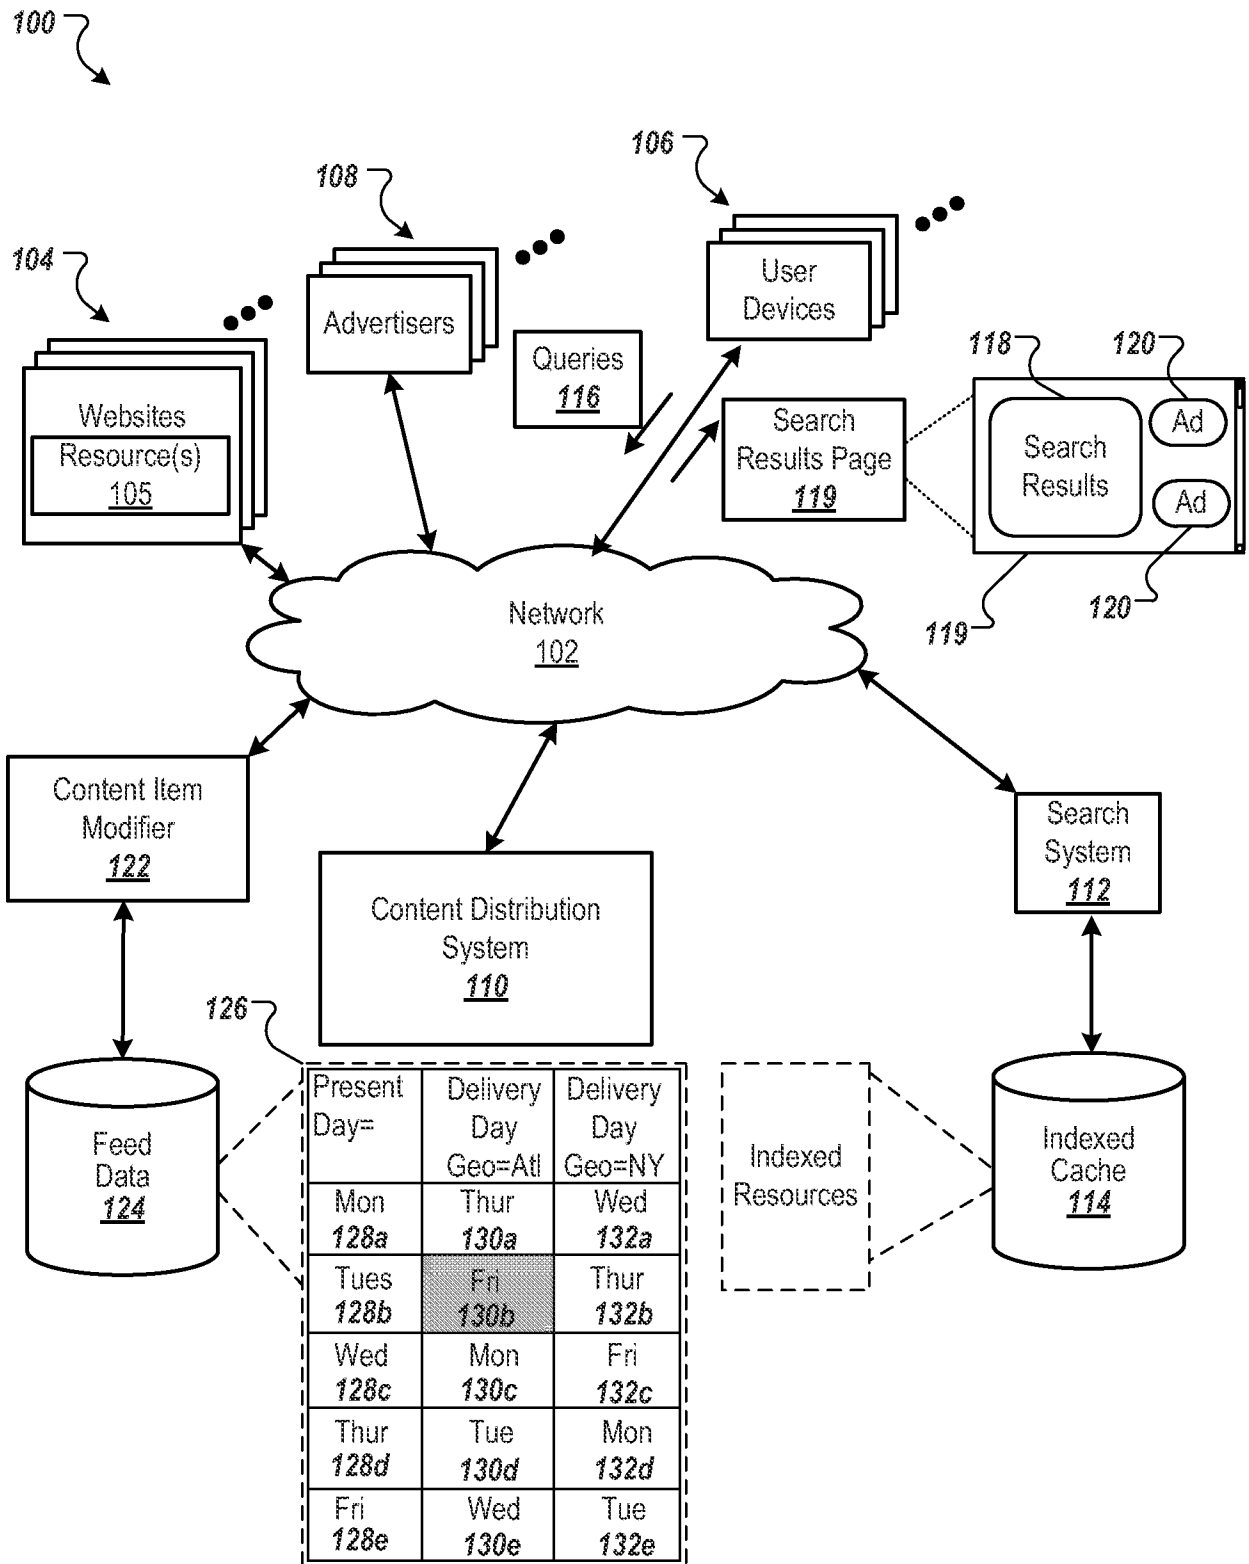 100
106
108
104
User
Devices
Advertisers
Queries
116
118
120
Websites
Resource(s)
105
Search
Results Page
119
Search
Results
Ad
Ad
120
119
Network
102
Content Item
Modifier
122
Search
System
112
Content Distribution
System
110
126
Present
Day=
Delivery
Day
Geo=Atl
Delivery
Day
Geo=NY
Feed
Data
124
Indexed
Resources
Indexed
Cache
114
Mon
128a
Thur
130a
Wed
132a
Tues
128b
Fri
130b
Thur
132b
Wed
128c
Mon
130c
Fri
132c
Thur
128d
Tue
130d
Mon
132d
Fri
128e
Wed
130e
Tue
132e